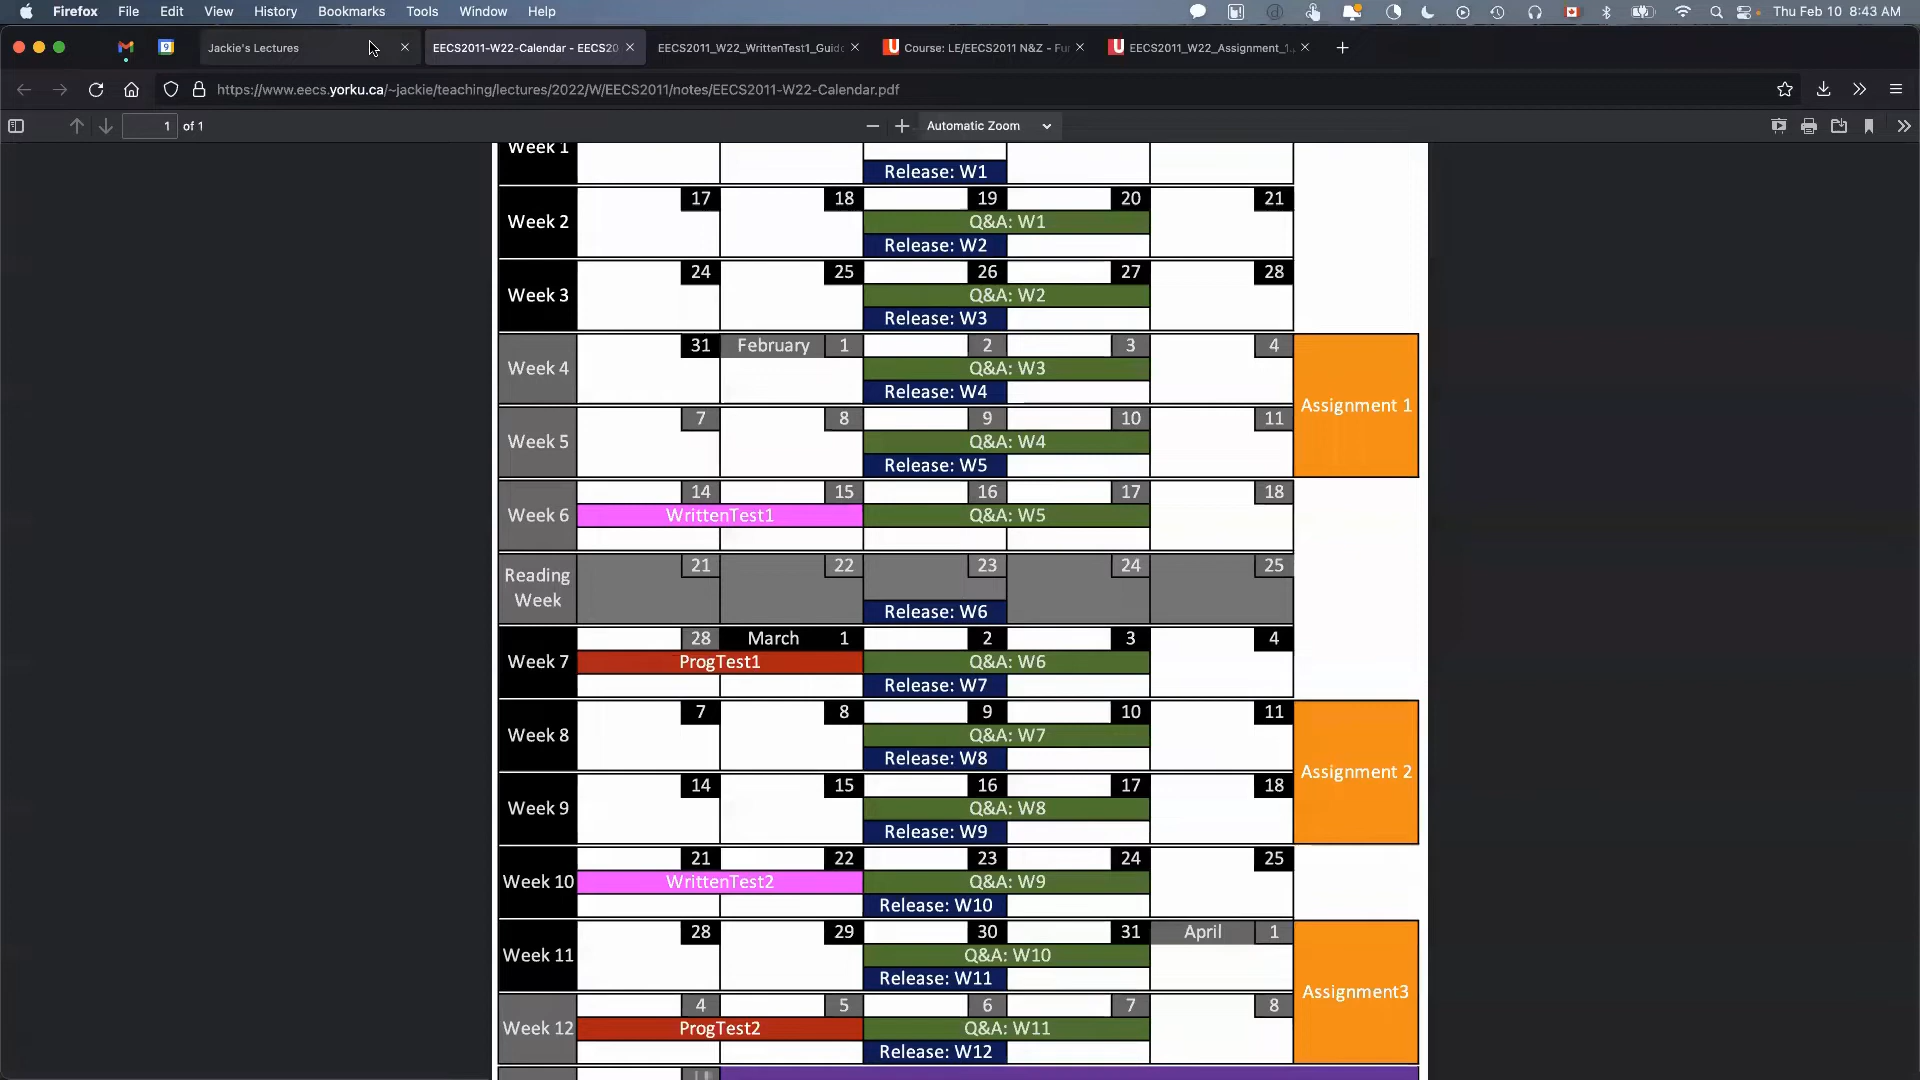 Firefox File Edit View History Bookmarks Tools Window Help Thu Feb 10 8:43 AM
9 Jackie's Lectures EECS2011-W22-Calendar - EECS20 EECS2011_W22_WrittenTest1_Guid Course: LE/EECS2011 N&Z - Fu EECS2011_W22_Assignment_1
https://www.eecs.yorku.ca/~jackie/teaching/lectures/2022/W/EECS2011/notes/EECS2011-W22-Calendar.pdf
1 of 1 Automatic Zoom
Week 1
Release: W1
17 18 19 20 21
Week 2 Q&A: W1
Release: W2
24 25 26 27 28
Week 3 Q&A: W2
Release: W3
31 February 1 2 3 4
Week 4 Q&A: W3
Release: W4
Assignment 1
7 8 9 10 11
Week 5 Q&A: W4
Release: W5
14 15 16 17 18
Week 6 WrittenTest1 Q&A: W5
21 22 23 24 25
Reading
Week
Release: W6
28 March 1 2 3 4
Week 7 ProgTest1 Q&A: W6
Release: W7
7 8 9 10 11
Week 8 Q&A: W7
Release: W8
Assignment 2
14 15 16 17 18
Week 9 Q&A: W8
Release: W9
21 22 23 24 25
Week 10 WrittenTest2 Q&A: W9
Release: W10
28 29 30 31 April 1
Week 11 Q&A: W10
Release: W11
Assignment3
4 5 6 7 8
Week 12 ProgTest2 Q&A: W11
Release: W12